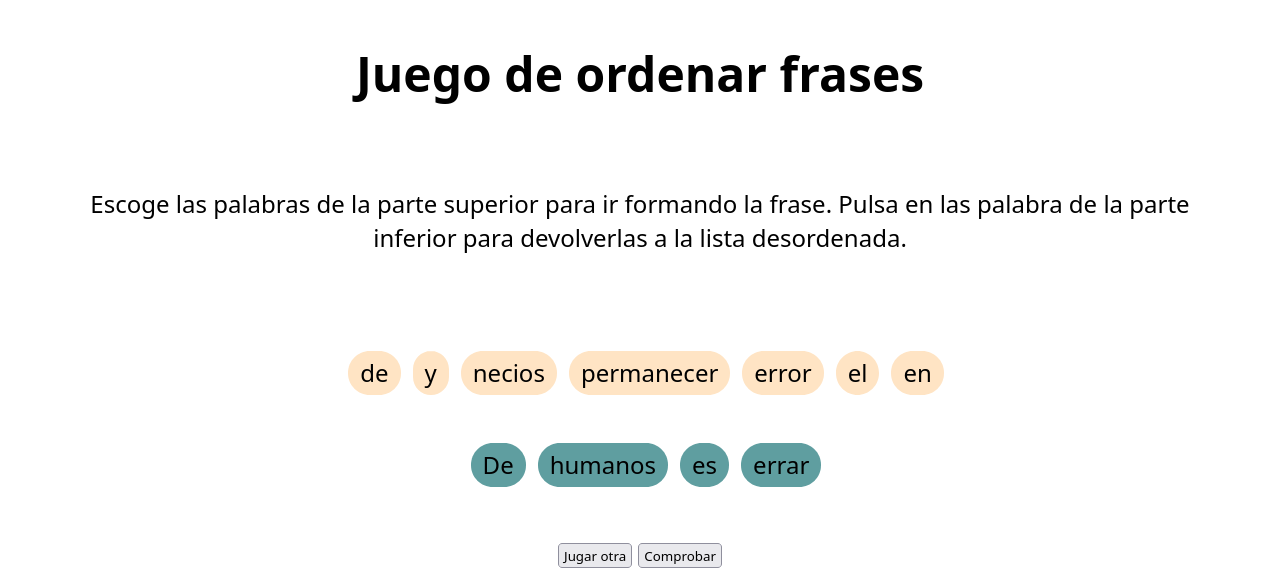 Juego de ordenar frases
Escoge las palabras de la parte superior para ir formando la frase. Pulsa en las palabra de la parte
inferior para devolverlas a la lista desordenada.
de y necios permanecer error el en
De humanos es errar
Jugar otra Comprobar